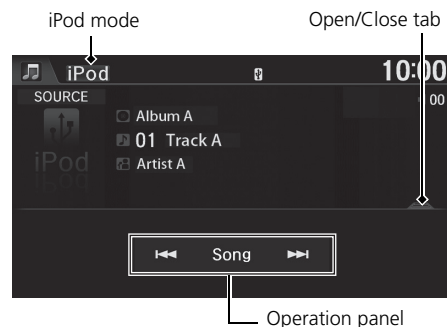 iPod mode
Open/Close tab
iPod
10:00
SOURCE
00
Album A
01 Track A
iPod
Artist A
Song
Operation panel